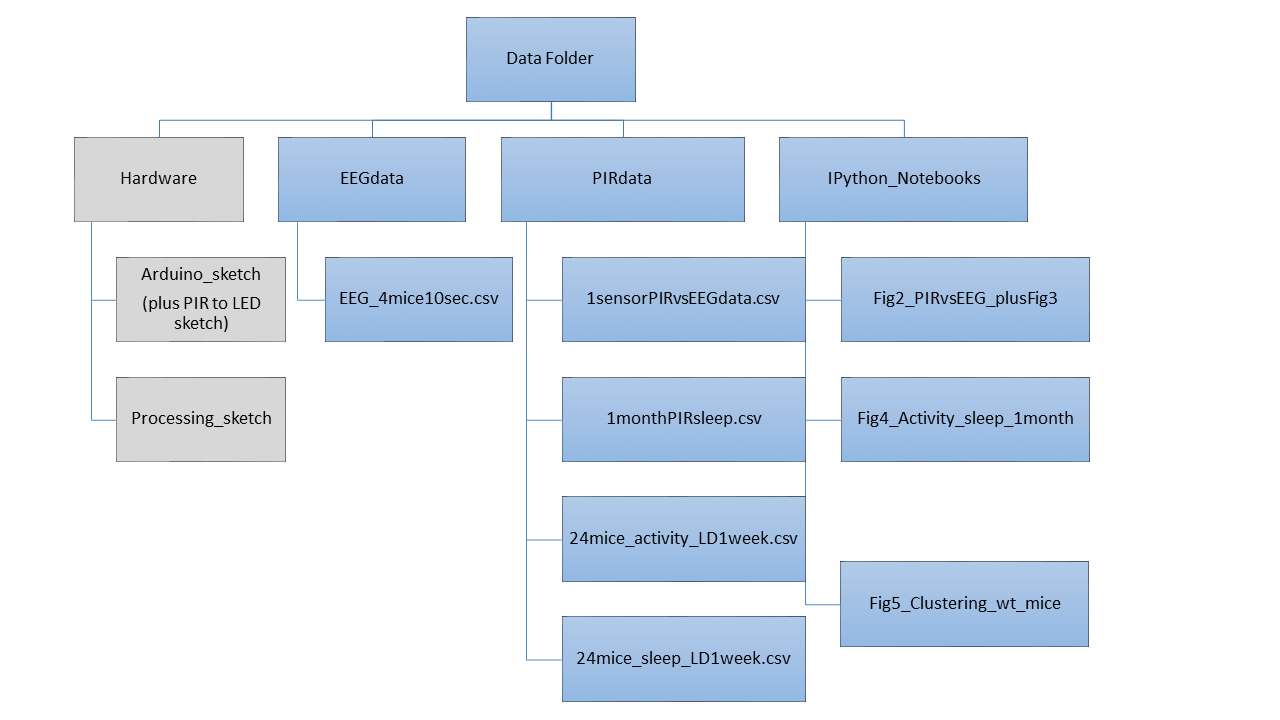 Data Folder
Hardware
EEGdata
PIRdata
IPython_Notebooks
Arduino_sketch
(plus PIR to LED
sketch)
EEG_4mice10sec.csv
1sensorPIRvsEEGdata.csv
Fig2_PIRvsEEG_plusFig3
Processing_sketch
1monthPIRsleep.csv
Fig4_Activity_sleep_1month
24mice_activity_LD1week.csv
Fig5_Clustering_wt_mice
24mice_sleep_LD1week.csv